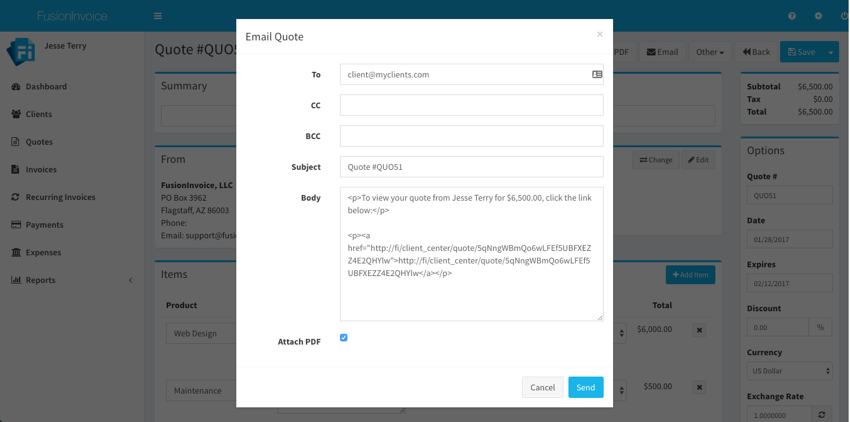 FusionInvoice
Jesse Terry
Dashboard
Clients
Quotes
Invoices
Recurring Invoices
Payments
Expenses
Reports
Quote #QUO5
PDF
Email
Other
Back
Save
Summary
From
Change
Edit
FusionInvoice, LLC
PO Box 3962
Flagstaff, AZ 86003
Phone:
Email: support@fus
Items
Add Item
Product
Total
Web Design
$6,000.00
Maintenance
$500.00
Email Quote
×
To
client@myclients.com
CC
BCC
Subject
Quote #QUO51
Body
<p>To view your quote from Jesse Terry for $6,500.00, click the link
below:</p>
<p><a
href="http://fi/client_center/quote/5qNngWBmQo6wLFEf5UBFXEZ
Z4E2QHYlw">http://fi/client_center/quote/5qNngWBmQo6wLFEf5
UBFXEZZ4E2QHYlw</a></p>
Attach PDF
Cancel
Send
Subtotal $6,500.00
Tax $0.00
Total $6,500.00
Options
Quote #
QUO51
Date
01/28/2017
Expires
02/12/2017
Discount
0.00 %
Currency
US Dollar
Exchange Rate
1.0000000